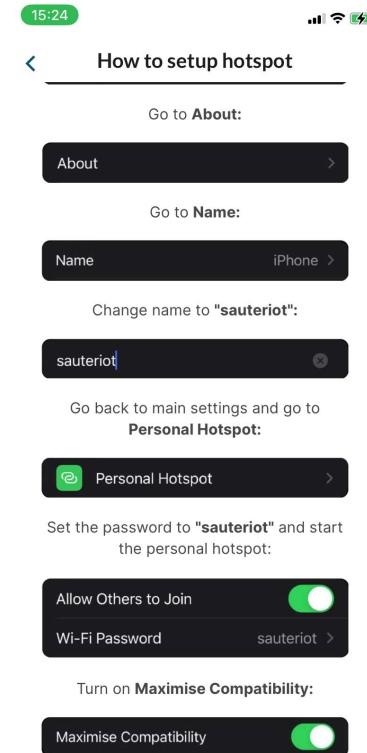 15:24
How to setup hotspot
Go to About:
About
Go to Name:
Name iPhone
Change name to "sauteriot":
sauteriot
Go back to main settings and go to
Personal Hotspot:
Personal Hotspot
Set the password to "sauteriot" and start
the personal hotspot:
Allow Others to Join
Wi-Fi Password sauteriot
Turn on Maximise Compatibility:
Maximise Compatibility